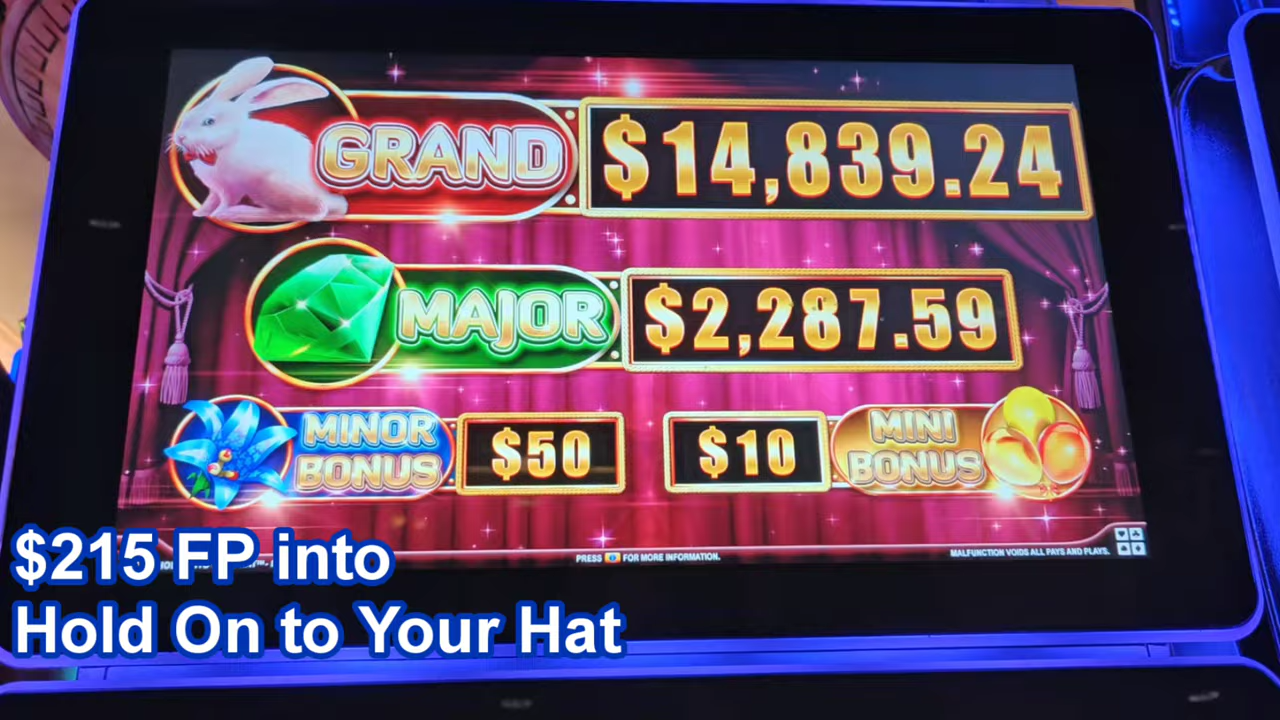 GRAND $14,839.24
MAJOR $2,287.59
MINOR BONUS $50
$10 MINI BONUS
PRESS FOR MORE INFORMATION.
MALFUNCTION VOIDS ALL PAYS AND PLAYS.
$215 FP into
Hold On to Your Hat